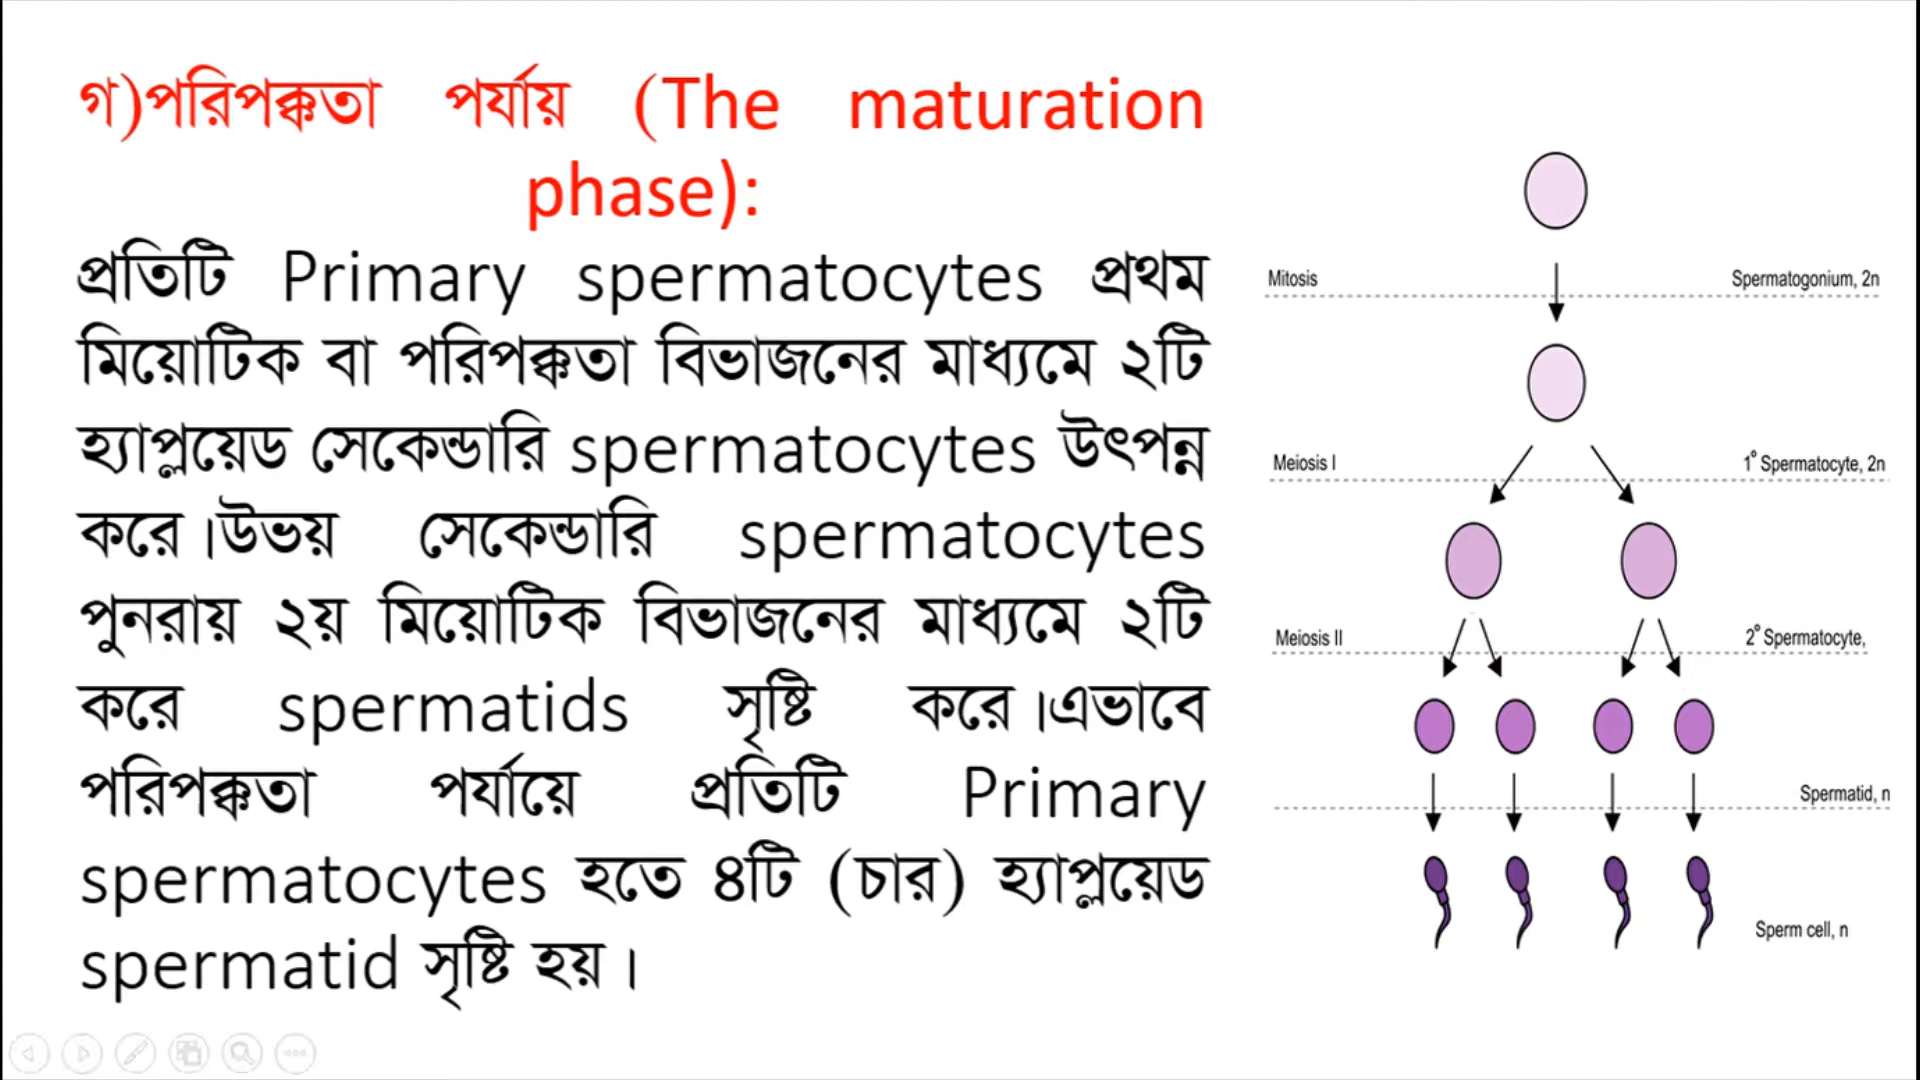 গ)পরিপক্কতা পর্যায় (The maturation
phase):
প্রতিটি Primary spermatocytes প্রথম
মিয়োটিক বা পরিপক্কতা বিভাজনের মাধ্যমে ২টি
হ্যাপ্লয়েড সেকেন্ডারি spermatocytes উৎপন্ন
করে।উভয় সেকেন্ডারি spermatocytes
পুনরায় ২য় মিয়োটিক বিভাজনের মাধ্যমে ২টি
করে spermatids সৃষ্টি করে।এভাবে
পরিপক্কতা পর্যায়ে প্রতিটি Primary
spermatocytes হতে ৪টি (চার) হ্যাপ্লয়েড
spermatid সৃষ্টি হয়।
Mitosis Spermatogonium, 2n
Meiosis I 1° Spermatocyte, 2n
Meiosis II 2° Spermatocyte,
Spermatid, n
Sperm cell, n